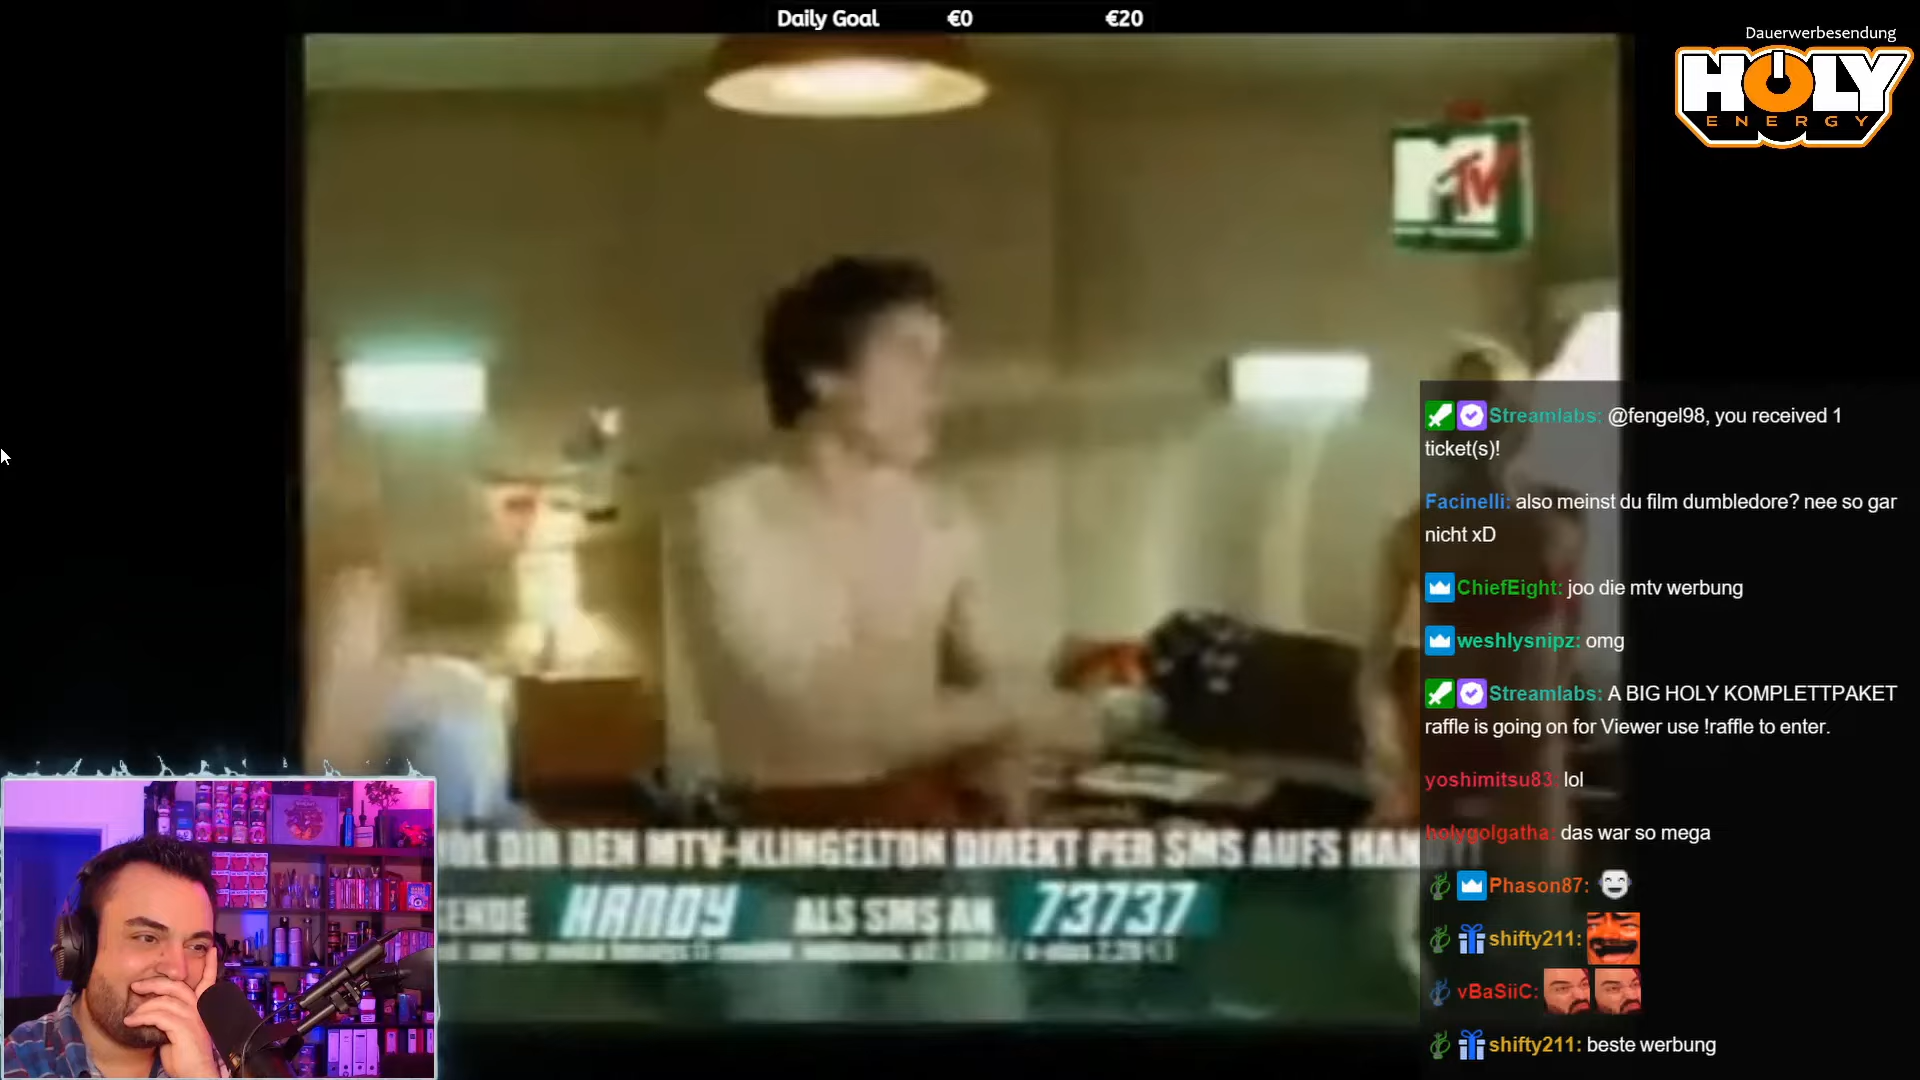 Daily Goal €0 €20
Dauerwerbesendung
HOLY
ENERGY
MTV
Streamlabs: @fengel98, you received 1
ticket(s)!
Facinelli: also meinst du film dumbledore? nee so gar
nicht xD
ChiefEight: joo die mtv werbung
weshlysnipz: omg
Streamlabs: A BIG HOLY KOMPLETTPAKET
raffle is going on for Viewer use !raffle to enter.
yoshimitsu83: lol
holygolgatha: das war so mega
Phason87:
shifty211:
vBaSiiC:
shifty211: beste werbung
DIR DEN MTV-KLINGELTON DIREKT PER SMS AUFS
HANDY ALS SMS AN 73737